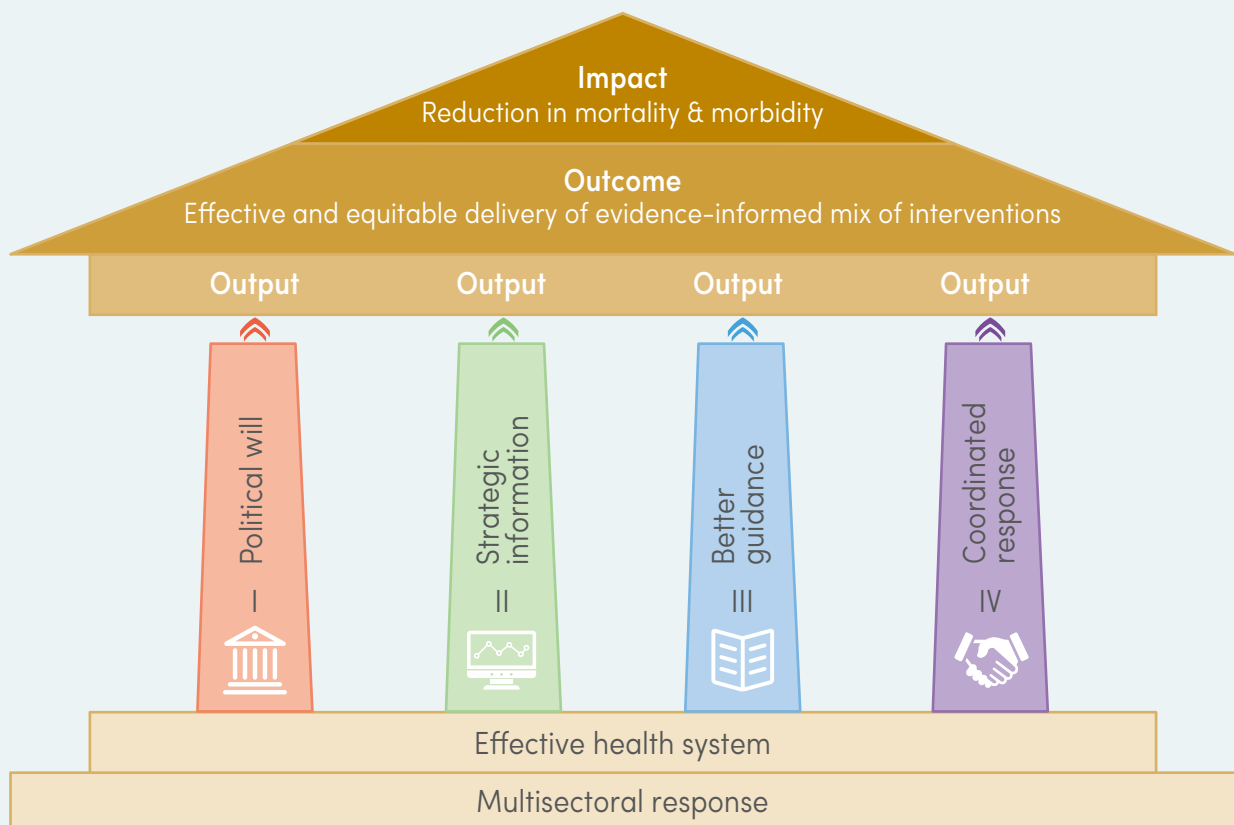 Impact
Reduction in mortality & morbidity
Outcome
Effective and equitable delivery of evidence-informed mix of interventions
Output
Output
Output
Output
Political will
I
Strategic
information
II
Better
guidance
III
Coordinated
response
IV
Effective health system
Multisectoral response